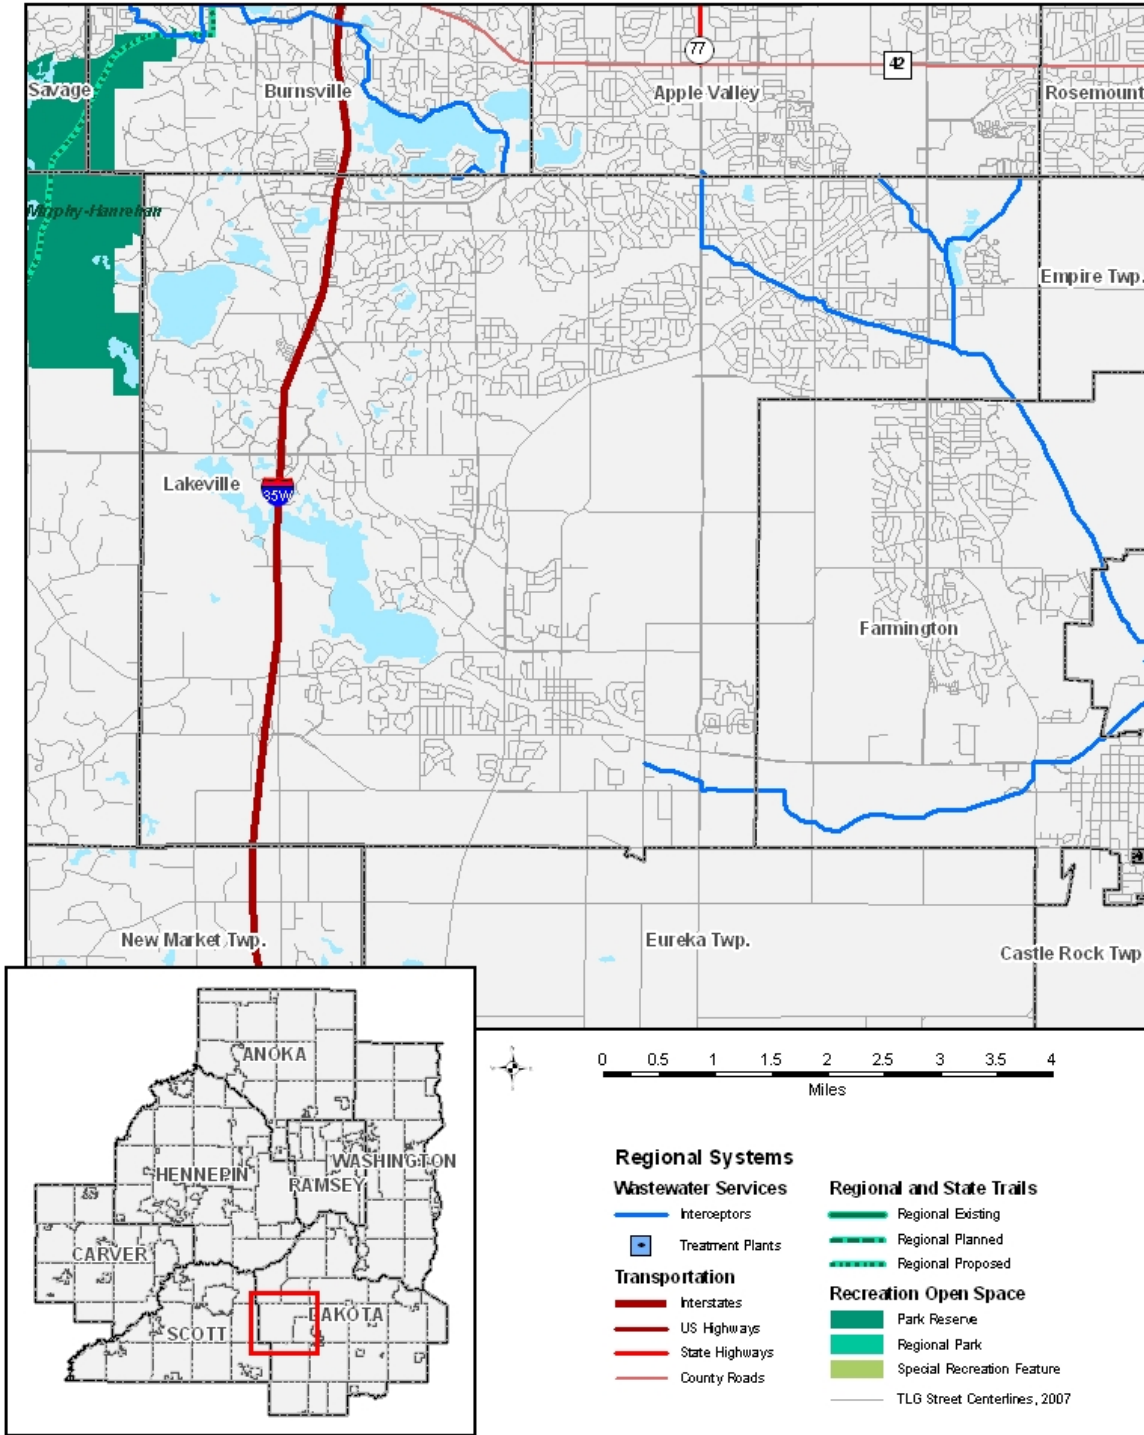 77
42
Savage
Burnsville
Apple Valley
Rosemount
Murphy-Hanrehan
Empire Twp.
Lakeville
35W
Farmington
New Market Twp.
Eureka Twp.
Castle Rock Twp
ANOKA
HENNEPIN
WASHINGTON
RAMSEY
CARVER
SCOTT
DAKOTA
0 0.5 1 1.5 2 2.5 3 3.5 4
Miles
Regional Systems
Wastewater Services
Interceptors
Treatment Plants
Transportation
Interstates
US Highways
State Highways
County Roads
Regional and State Trails
Regional Existing
Regional Planned
Regional Proposed
Recreation Open Space
Park Reserve
Regional Park
Special Recreation Feature
TLG Street Centerlines, 2007